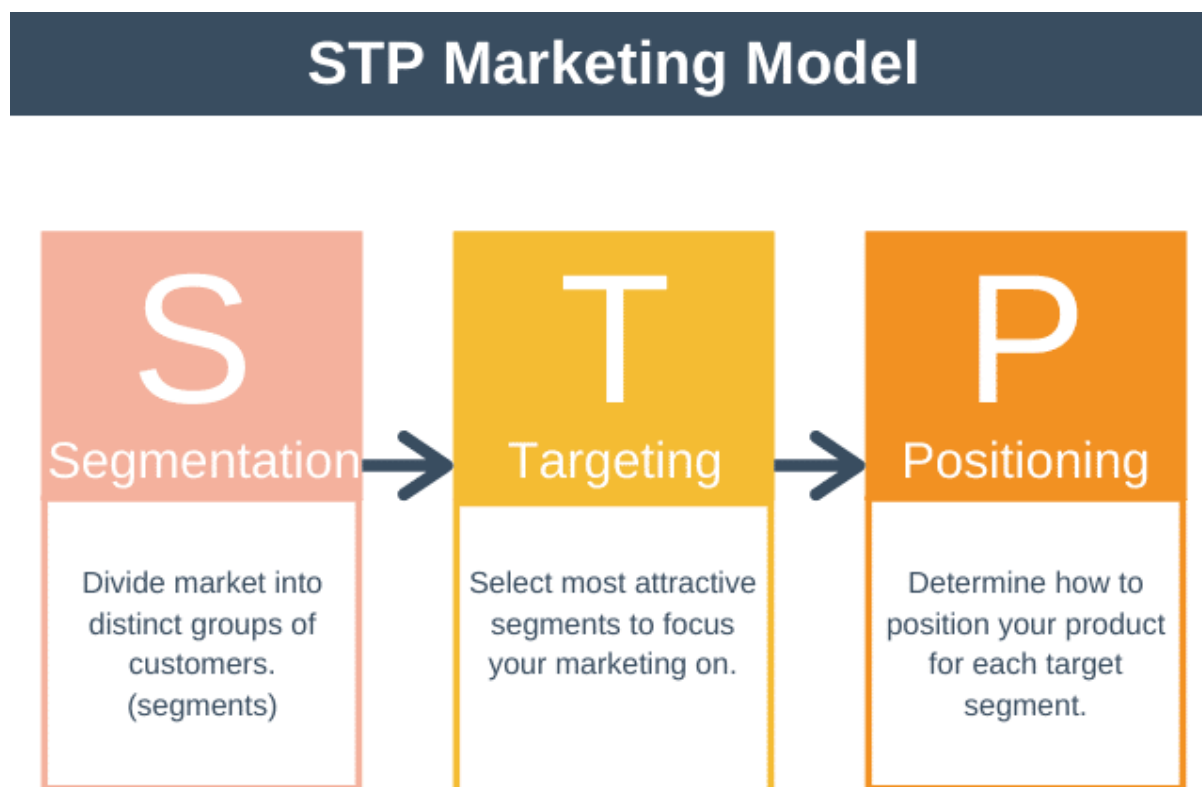 STP Marketing Model
S
Segmentation
Divide market into
distinct groups of
customers.
(segments)
T
Targeting
Select most attractive
segments to focus
your marketing on.
P
Positioning
Determine how to
position your product
for each target
segment.